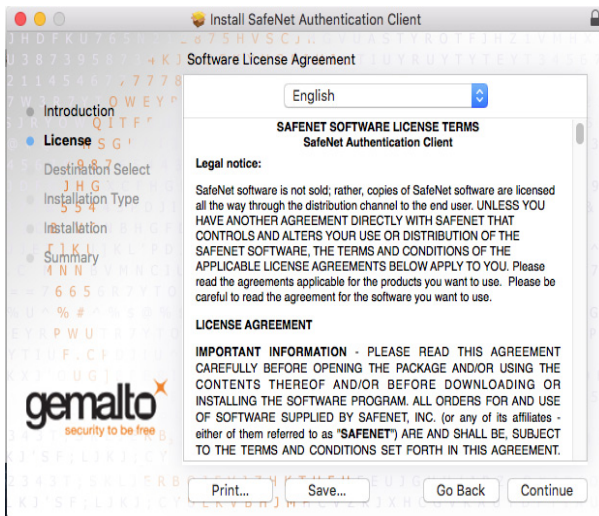 Install SafeNet Authentication Client
Software License Agreement
Introduction
License
Destination Select
Installation Type
Installation
Summary
gemalto
security to be free
English
SAFENET SOFTWARE LICENSE TERMS
SafeNet Authentication Client
Legal notice:
SafeNet software is not sold; rather, copies of SafeNet software are licensed
all the way through the distribution channel to the end user. UNLESS YOU
HAVE ANOTHER AGREEMENT DIRECTLY WITH SAFENET THAT
CONTROLS AND ALTERS YOUR USE OR DISTRIBUTION OF THE
SAFENET SOFTWARE, THE TERMS AND CONDITIONS OF THE
APPLICABLE LICENSE AGREEMENTS BELOW APPLY TO YOU. Please
read the agreements applicable for the products you want to use. Please be
careful to read the agreement for the software you want to use.
LICENSE AGREEMENT
IMPORTANT INFORMATION - PLEASE READ THIS AGREEMENT
CAREFULLY BEFORE OPENING THE PACKAGE AND/OR USING THE
CONTENTS THEREOF AND/OR BEFORE DOWNLOADING OR
INSTALLING THE SOFTWARE PROGRAM. ALL ORDERS FOR AND USE
OF SOFTWARE SUPPLIED BY SAFENET, INC. (or any of its affiliates -
either of them referred to as "SAFENET") ARE AND SHALL BE, SUBJECT
TO THE TERMS AND CONDITIONS SET FORTH IN THIS AGREEMENT.
Print...
Save...
Go Back
Continue